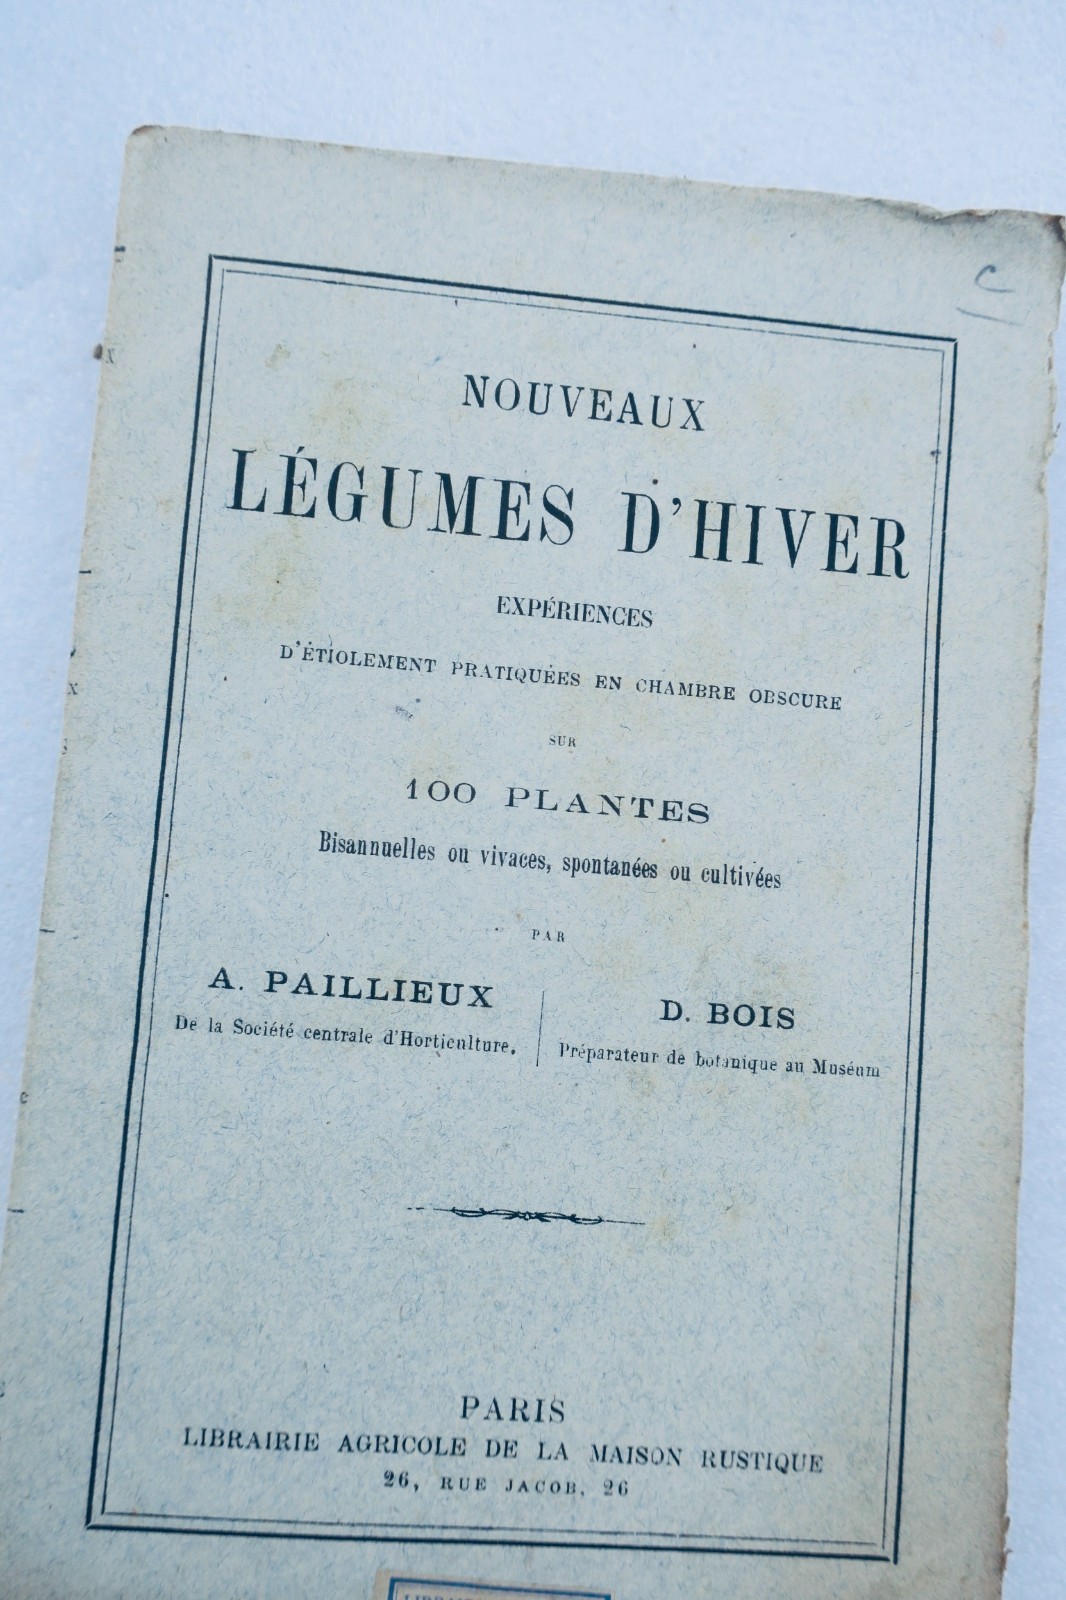 C
NOUVEAUX
LÉGUMES D'HIVER
EXPÉRIENCES
D'ÉTIOLEMENT PRATIQUÉES EN CHAMBRE OBSCURE
SUR
100 PLANTES
Bisannuelles ou vivaces, spontanées ou cultivées
PAR
A. PAILLIEUX
De la Société centrale d'Horticulture.
D. BOIS
Préparateur de botanique au Muséum
PARIS
LIBRAIRIE AGRICOLE DE LA MAISON RUSTIQUE
26, RUE JACOB, 26